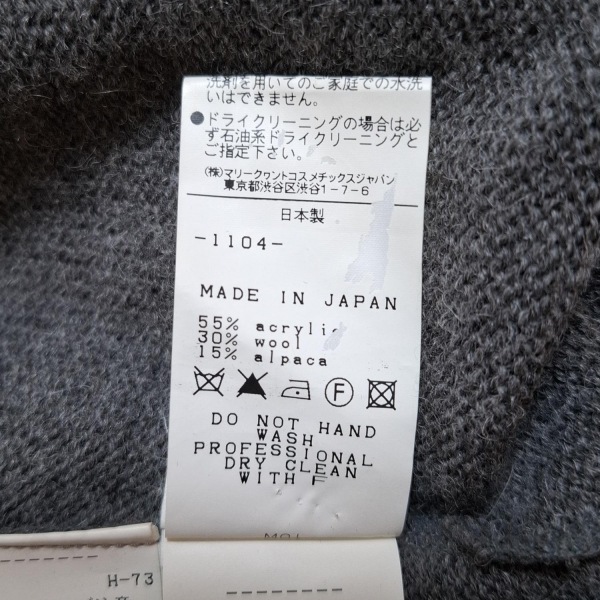 洗剤を用いてのご家庭での水洗
いはできません。
●ドライクリーニングの場合は必
ず石油系ドライクリーニングと
ご指定下さい。
(株)マリークヮントコスメチックスジャパン
東京都渋谷区渋谷1-7-6
日本製
-1104-
MADE IN JAPAN
55% acrylic
30% wool
15% alpaca
F
DO NOT HAND
WASH
PROFESSIONAL
DRY CLEAN
WITH F
H-73